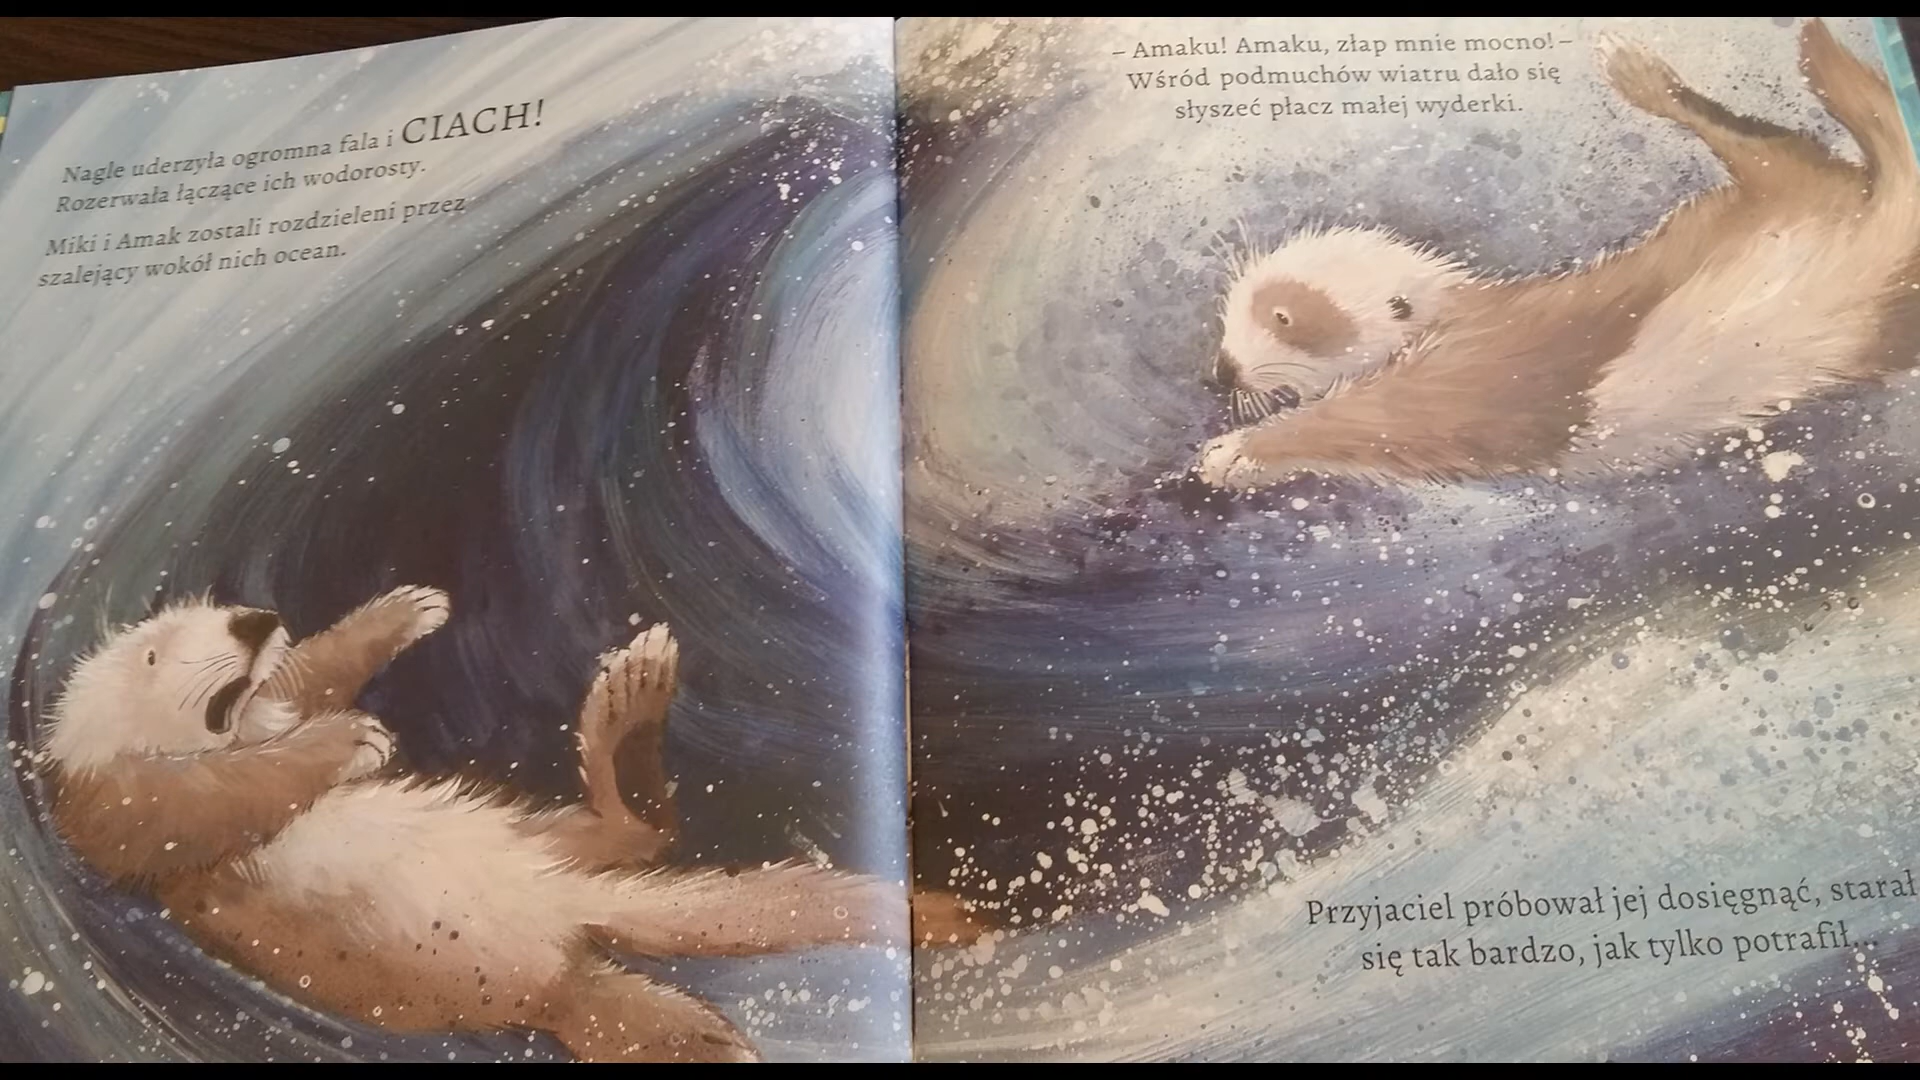 Nagle uderzyła ogromna fala i CIACH!
Rozerwała łączące ich wodorosty.
Miki i Amak zostali rozdzieleni przez
szalejący wokół nich ocean.
– Amaku! Amaku, złap mnie mocno! –
Wśród podmuchów wiatru dało się
słyszeć płacz małej wyderki.
Przyjaciel próbował jej dosięgnąć, starał
się tak bardzo, jak tylko potrafił...